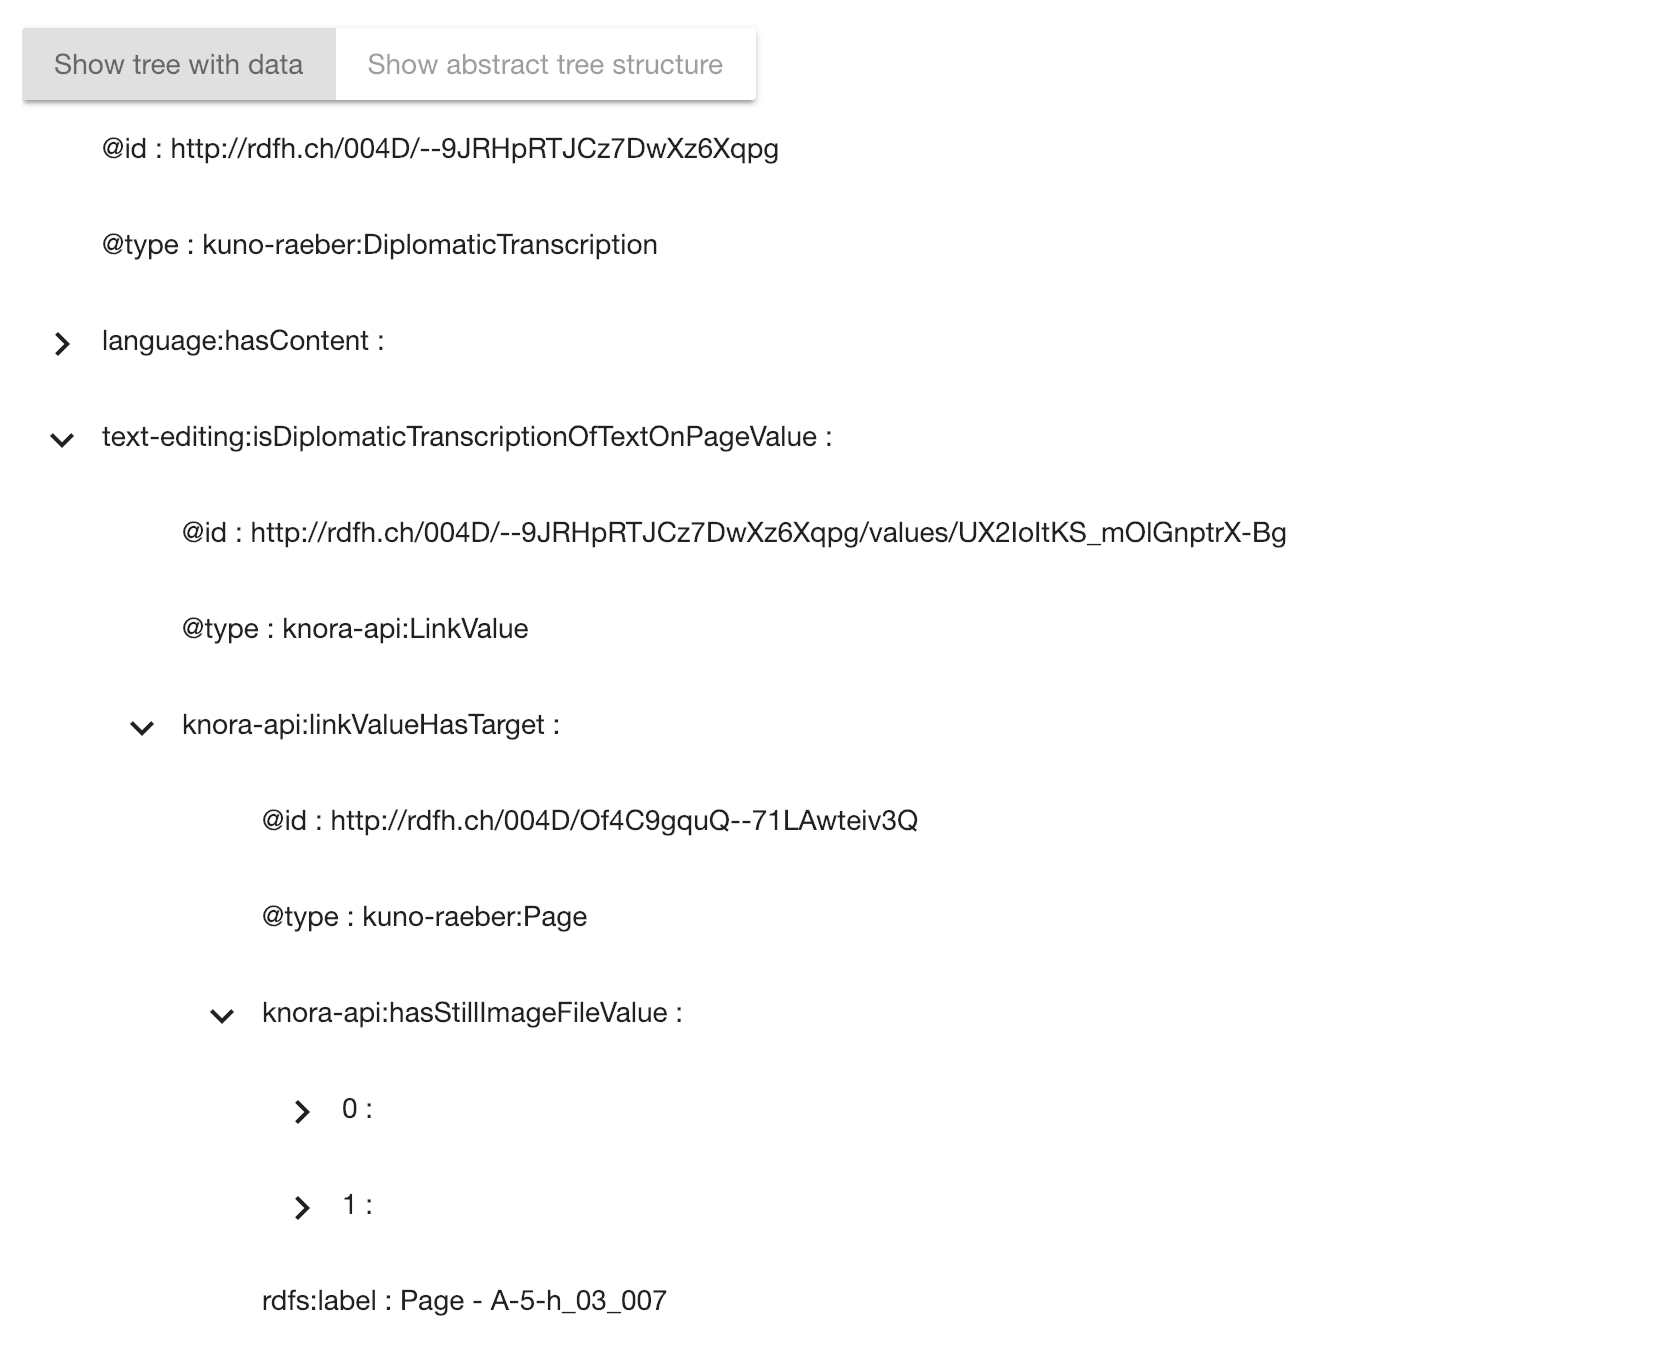 Show tree with data Show abstract tree structure
@id : http://rdfh.ch/004D/--9JRHpRTJCz7DwXz6Xqpg
@type : kuno-raeber:DiplomaticTranscription
language:hasContent :
text-editing:isDiplomaticTranscriptionOfTextOnPageValue :
@id : http://rdfh.ch/004D/--9JRHpRTJCz7DwXz6Xqpg/values/UX2IoItKS_mOlGnptrX-Bg
@type : knora-api:LinkValue
knora-api:linkValueHasTarget :
@id : http://rdfh.ch/004D/Of4C9gquQ--71LAwteiv3Q
@type : kuno-raeber:Page
knora-api:hasStillImageFileValue :
0 :
1 :
rdfs:label : Page - A-5-h_03_007